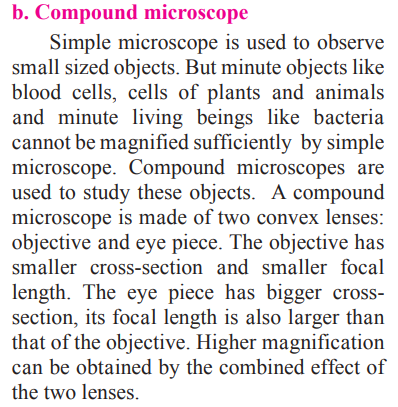 b. Compound microscope
Simple microscope is used to observe
small sized objects. But minute objects like
blood cells, cells of plants and animals
and minute living beings like bacteria
cannot be magnified sufficiently by simple
microscope. Compound microscopes are
used to study these objects. A compound
microscope is made of two convex lenses:
objective and eye piece. The objective has
smaller cross-section and smaller focal
length. The eye piece has bigger cross-
section, its focal length is also larger than
that of the objective. Higher magnification
can be obtained by the combined effect of
the two lenses.